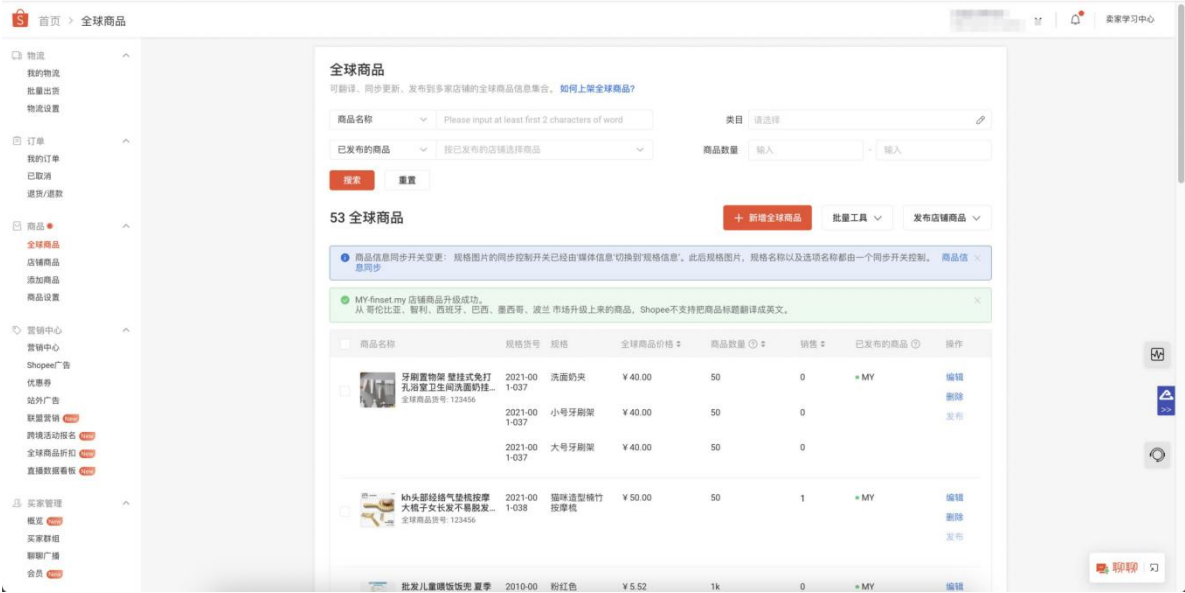 首页 > 全球商品
卖家学习中心
物流
我的物流
批量出货
物流设置
订单
我的订单
已取消
退货/退款
商品
全球商品
店铺商品
添加商品
商品设置
营销中心
营销中心
Shopee广告
优惠券
站外广告
联盟营销 New
跨境活动报名 New
全球商品折扣 New
直播数据看板 New
买家管理
概览 New
买家群组
聊聊广播
会员 New
全球商品
可翻译、同步更新、发布到多家店铺的全球商品信息集合。 如何上架全球商品?
商品名称 Please input at least first 2 characters of word 类目 请选择
已发布的商品 按已发布的店铺选择商品 商品数量 输入 - 输入
搜索 重置
53 全球商品 + 新增全球商品 批量工具 发布店铺商品
商品信息同步开关变更: 规格图片的同步控制开关已经由'媒体信息'切换到'规格信息'。此后规格图片,规格名称以及选项名称都由一个同步开关控制。 商品信
息同步
MY-finset.my 店铺商品升级成功。
从 哥伦比亚、智利、西班牙、巴西、墨西哥、波兰 市场升级上来的商品,Shopee不支持把商品标题翻译成英文。
商品名称 规格货号 规格 全球商品价格 商品数量 销售 已发布的商品 操作
牙刷置物架 壁挂式免打 2021-00 洗面奶夹 ¥40.00 50 0 MY 编辑
孔浴室卫生间洗面奶挂... 1-037
全球商品货号: 123456 删除
2021-00 小号牙刷架 ¥40.00 50 0 发布
1-037
2021-00 大号牙刷架 ¥40.00 50 0
1-037
kh头部经络气垫梳按摩 2021-00 猫咪造型楠竹 ¥50.00 50 1 MY 编辑
大梳子女长发不易脱发... 1-038 按摩梳
全球商品货号: 123456 删除
发布
批发儿童喂饭饭兜 夏季 2010-00 粉红色 ¥5.52 1k 0 MY 编辑
>>
聊聊